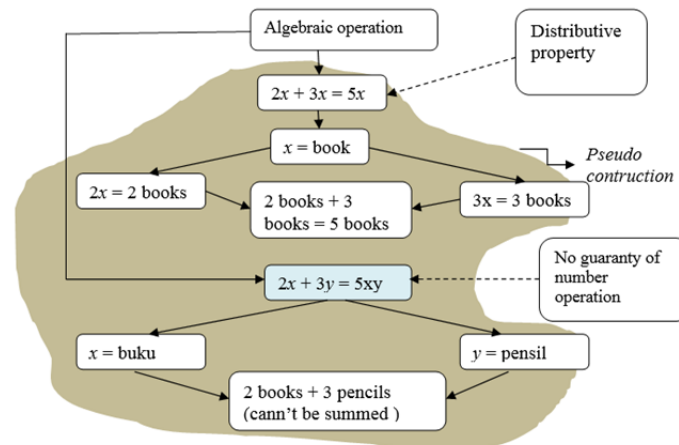 Algebraic operation
Distributive
property
2x + 3x = 5x
x = book
Pseudo
contruction
2x = 2 books
2 books + 3
books = 5 books
3x = 3 books
No guaranty of
number
operation
2x + 3y = 5xy
x = buku
y = pensil
2 books + 3 pencils
(cann't be summed )